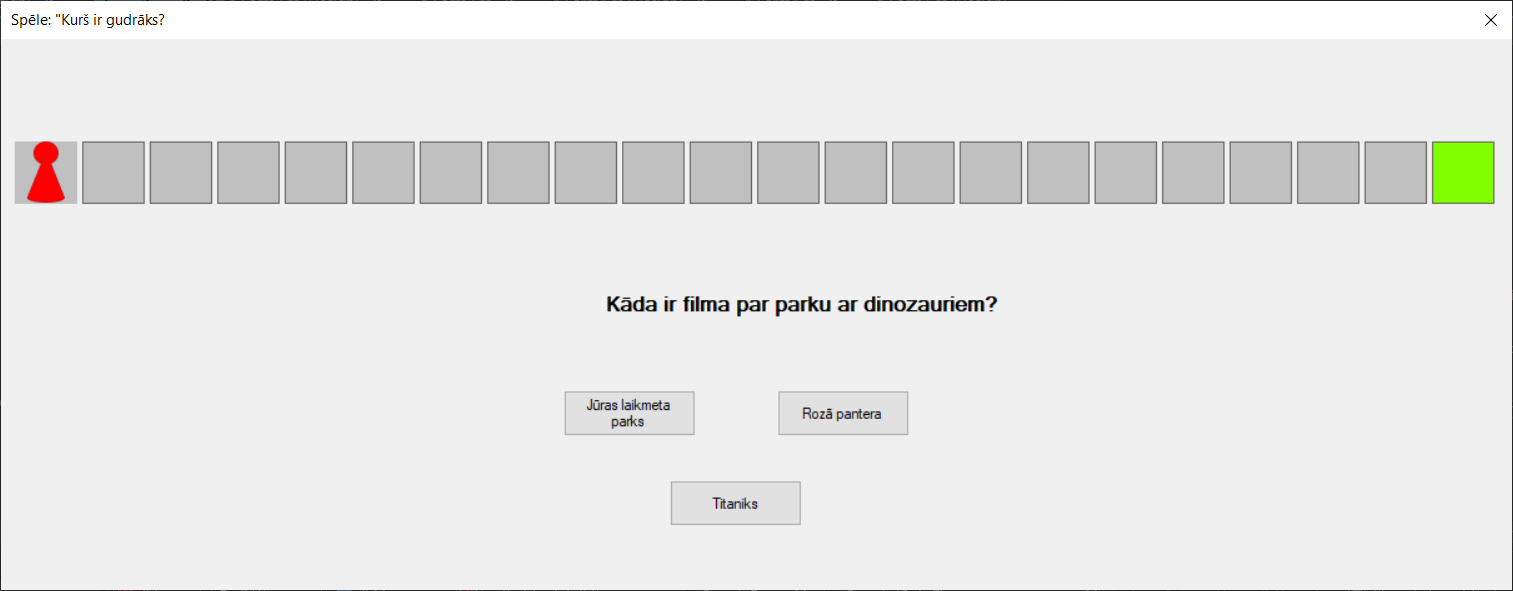 Spēle: "Kurš ir gudrāks?
Kāda ir filma par parku ar dinozauriem?
Jūras laikmeta
parks
Rozā pantera
Titaniks